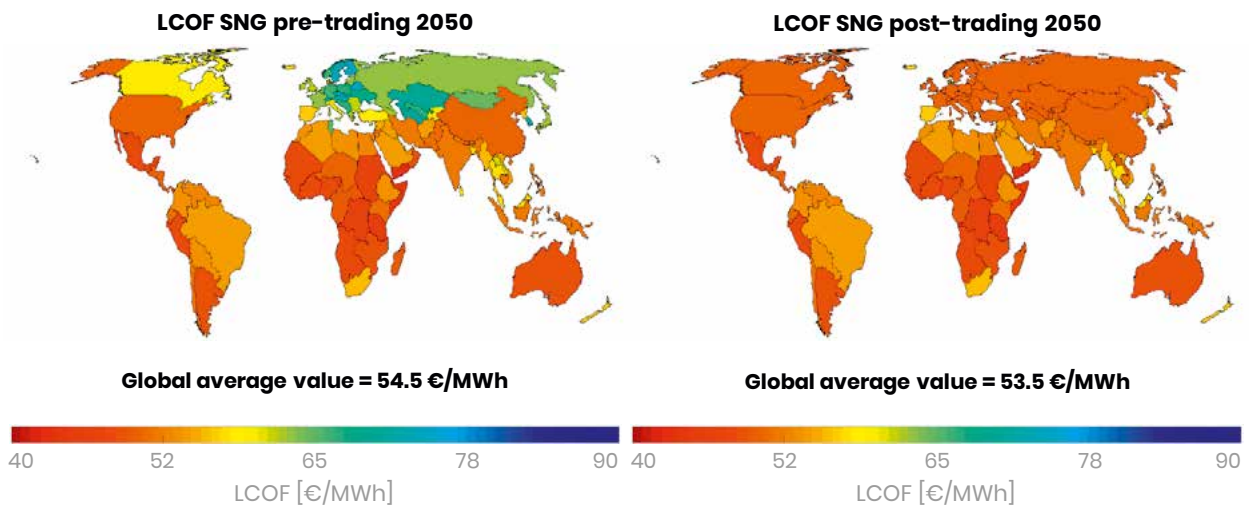 LCOF SNG pre-trading 2050
LCOF SNG post-trading 2050
Global average value = 54.5 €/MWh
Global average value = 53.5 €/MWh
40 52 65 78 90
LCOF [€/MWh]
40 52 65 78 90
LCOF [€/MWh]